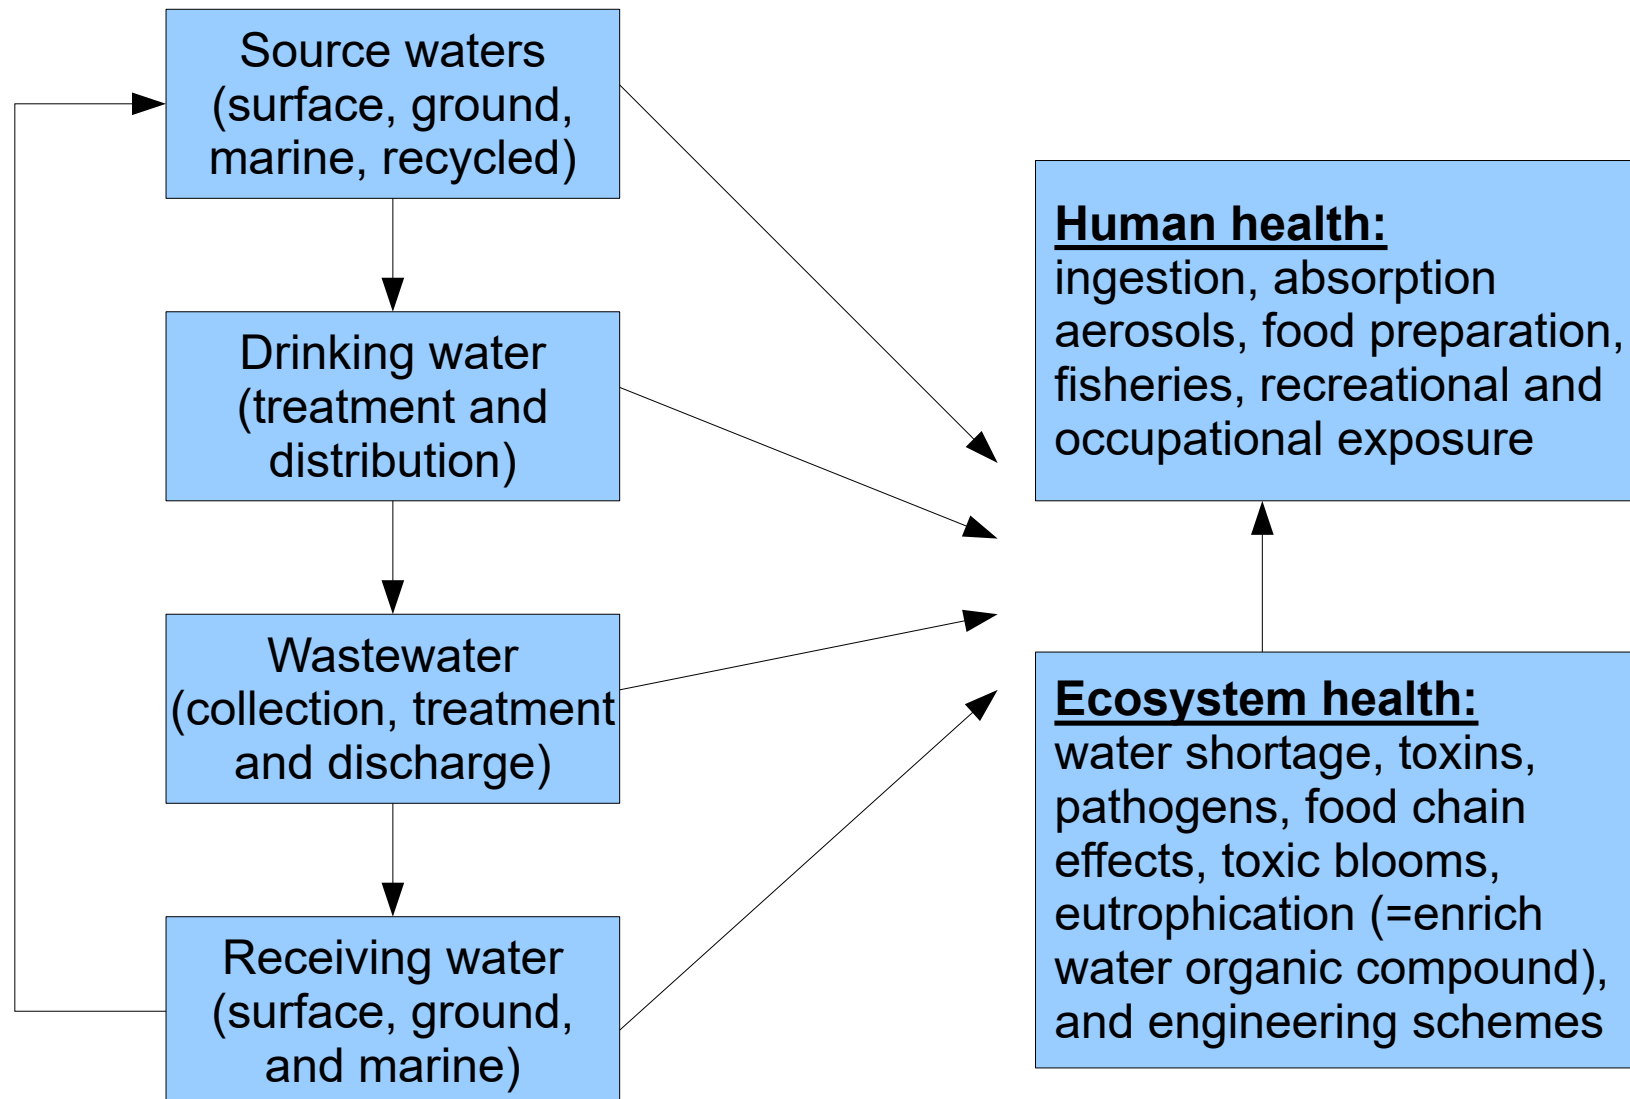 Source waters
(surface, ground,
marine, recycled)
Drinking water
(treatment and
distribution)
Wastewater
(collection, treatment
and discharge)
Receiving water
(surface, ground,
and marine)
Human health:
ingestion, absorption
aerosols, food preparation,
fisheries, recreational and
occupational exposure
Ecosystem health:
water shortage, toxins,
pathogens, food chain
effects, toxic blooms,
eutrophication (=enrich
water organic compound),
and engineering schemes